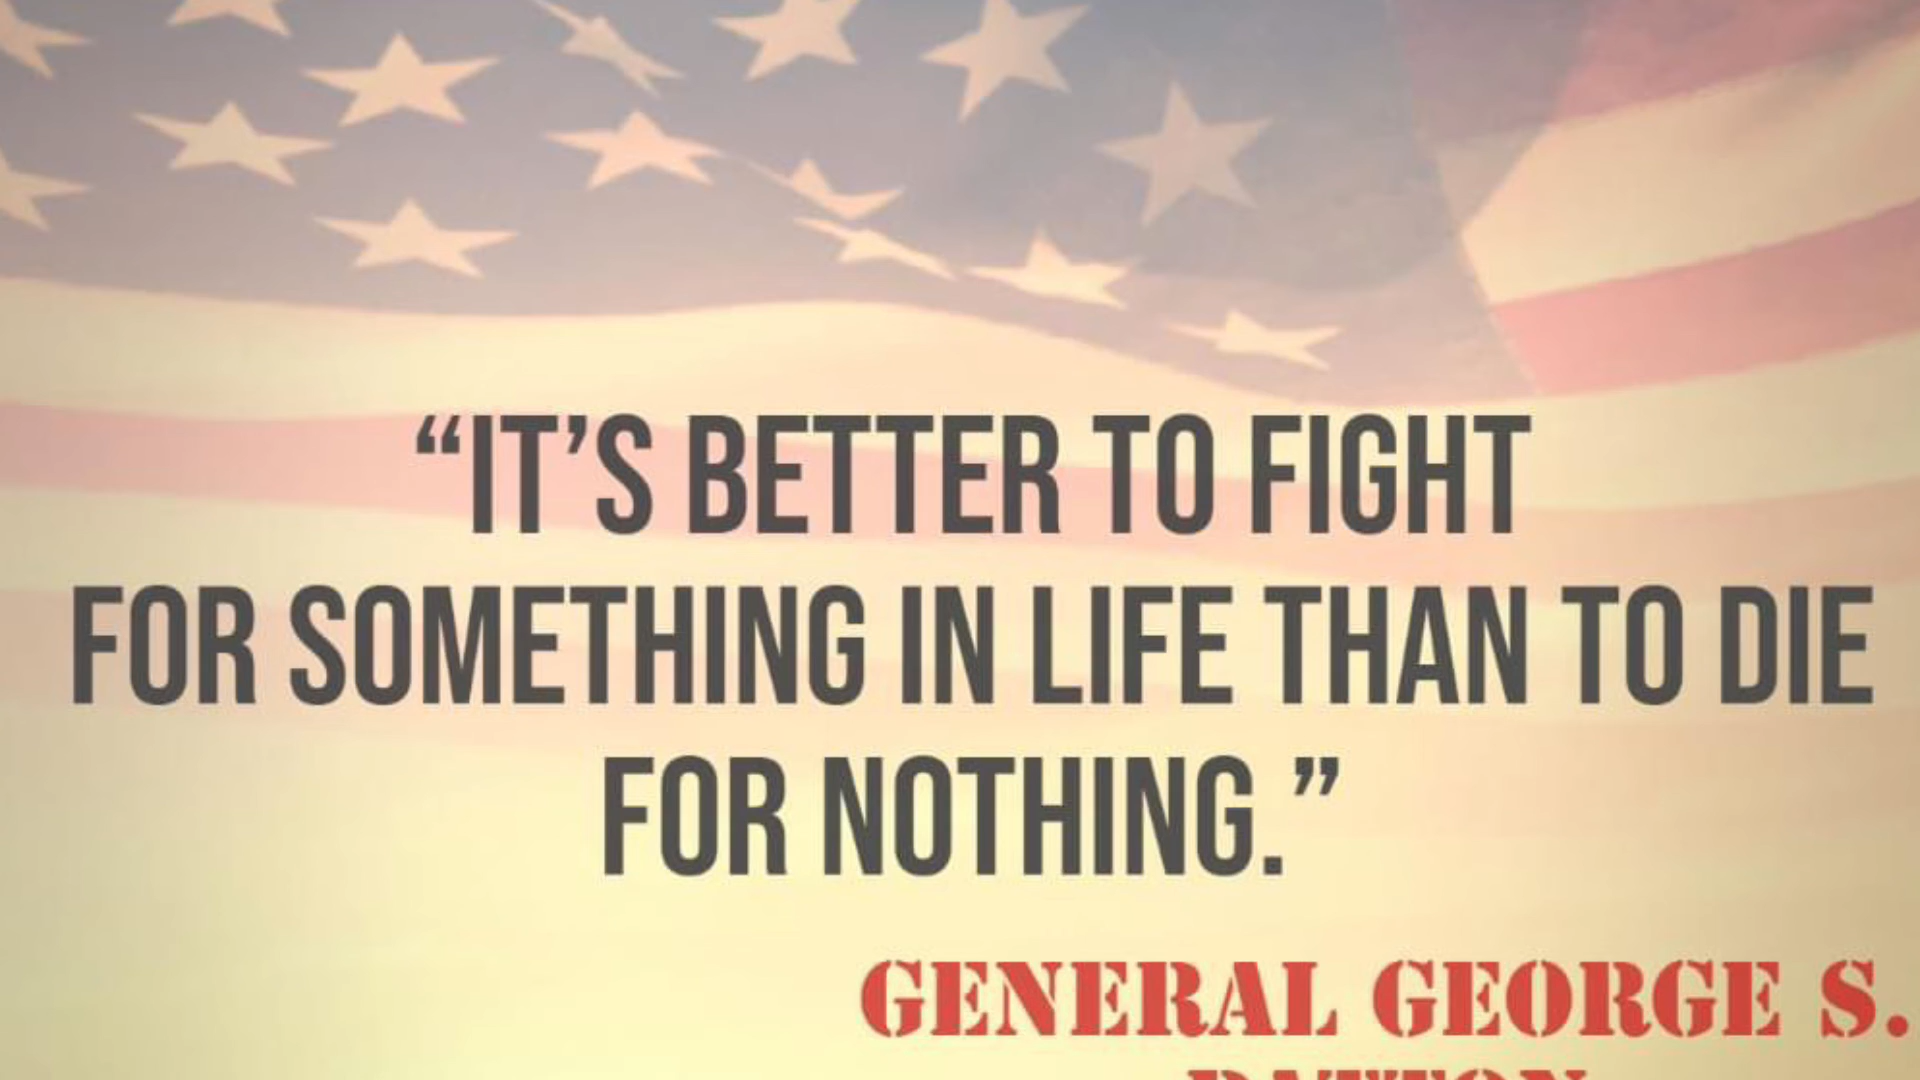 “IT’S BETTER TO FIGHT
FOR SOMETHING IN LIFE THAN TO DIE
FOR NOTHING.”
GENERAL GEORGE S.